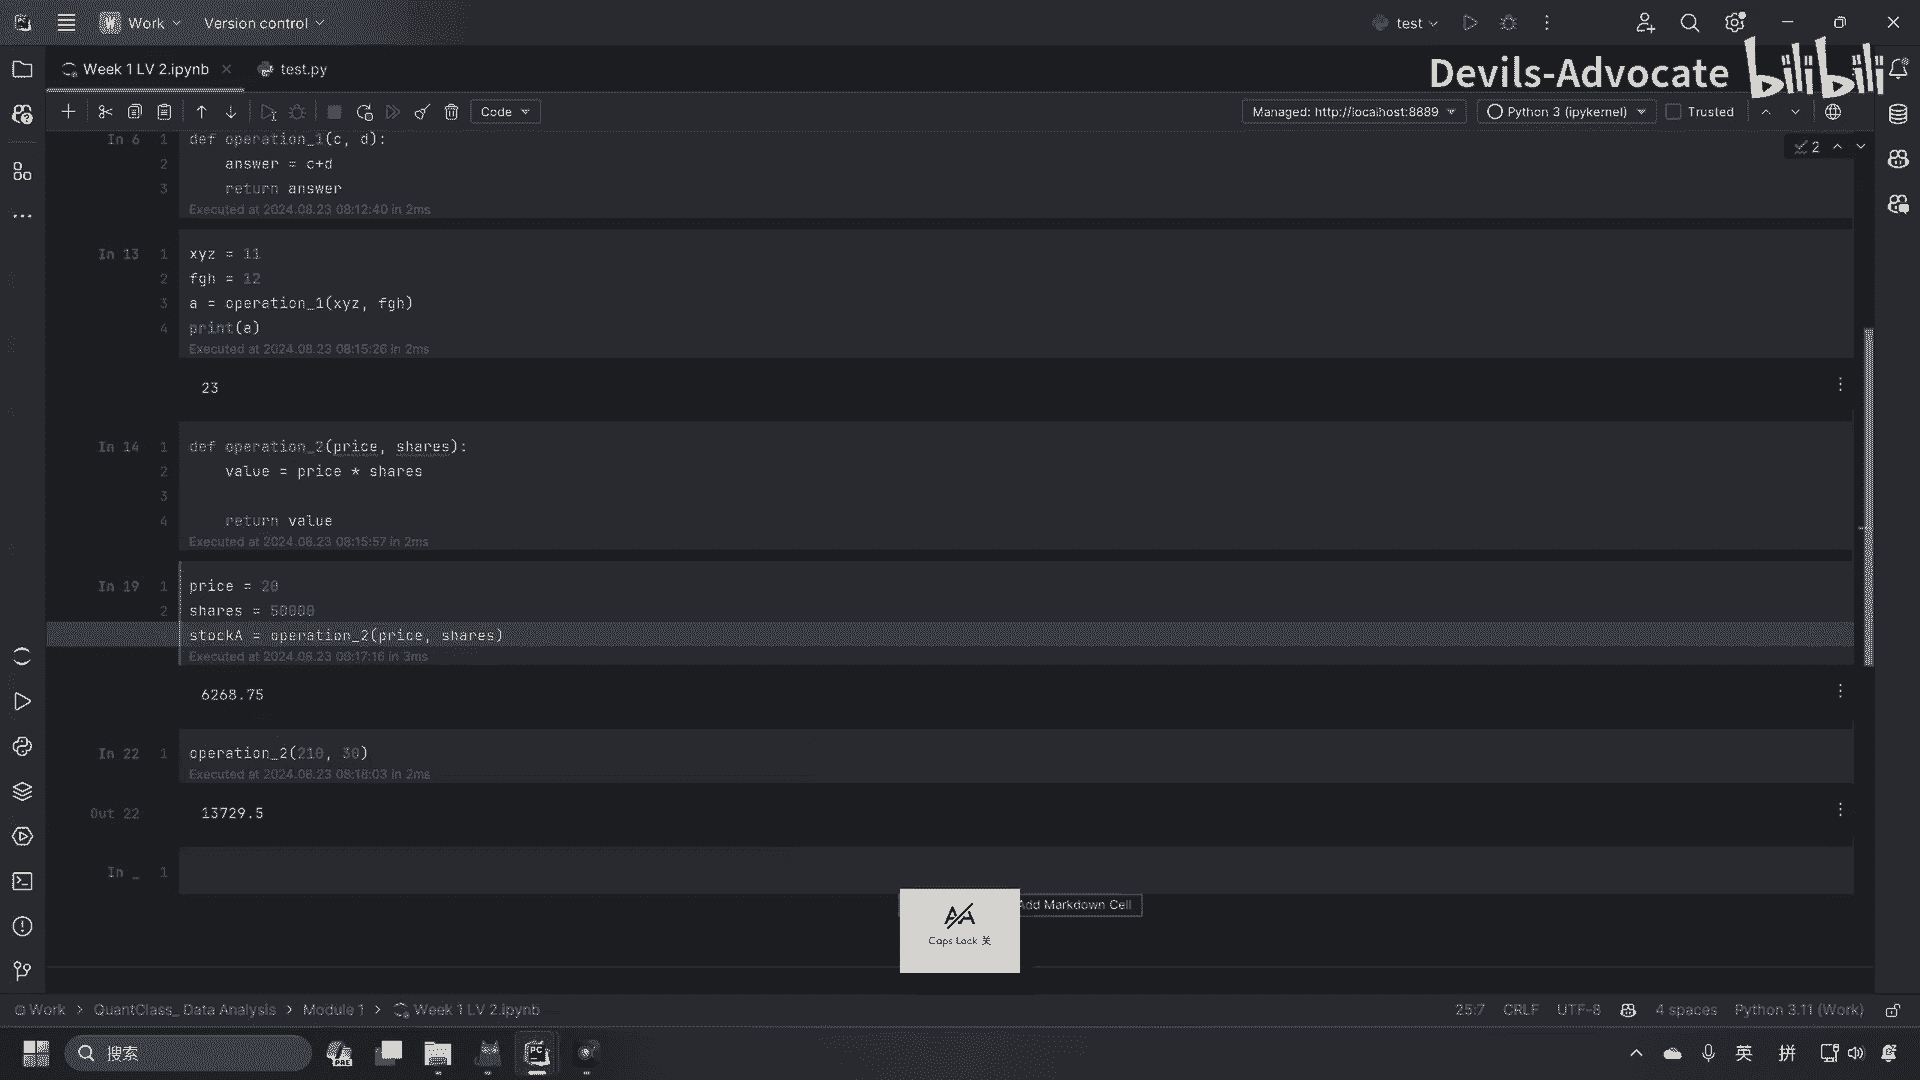 Work
Version control
test
Week 1 LV 2.ipynb
test.py
Devils-Advocate
bilibili
Code
Managed: http://localhost:8889
Python 3 (ipykernel)
Trusted
2
In 6
1 def operation_1(c, d):
2 answer = c+d
3 return answer
Executed at 2024.08.23 08:12:40 in 2ms
In 13
1 xyz = 11
2 fgh = 12
3 a = operation_1(xyz, fgh)
4 print(a)
Executed at 2024.08.23 08:15:26 in 2ms
23
In 14
1 def operation_2(price, shares):
2 value = price * shares
3
4 return value
Executed at 2024.08.23 08:15:57 in 2ms
In 19
1 price = 20
2 shares = 50000
stockA = operation_2(price, shares)
Executed at 2024.08.23 08:17:16 in 3ms
6268.75
In 22
1 operation_2(210, 30)
Executed at 2024.08.23 08:18:03 in 2ms
Out 22
13729.5
In _ 1
Add Markdown Cell
Caps Lock 关
Work > QuantClass_ Data Analysis > Module 1 > Week 1 LV 2.ipynb
25:7 CRLF UTF-8 4 spaces Python 3.11 (Work)
搜索
PRE
PC
英
拼